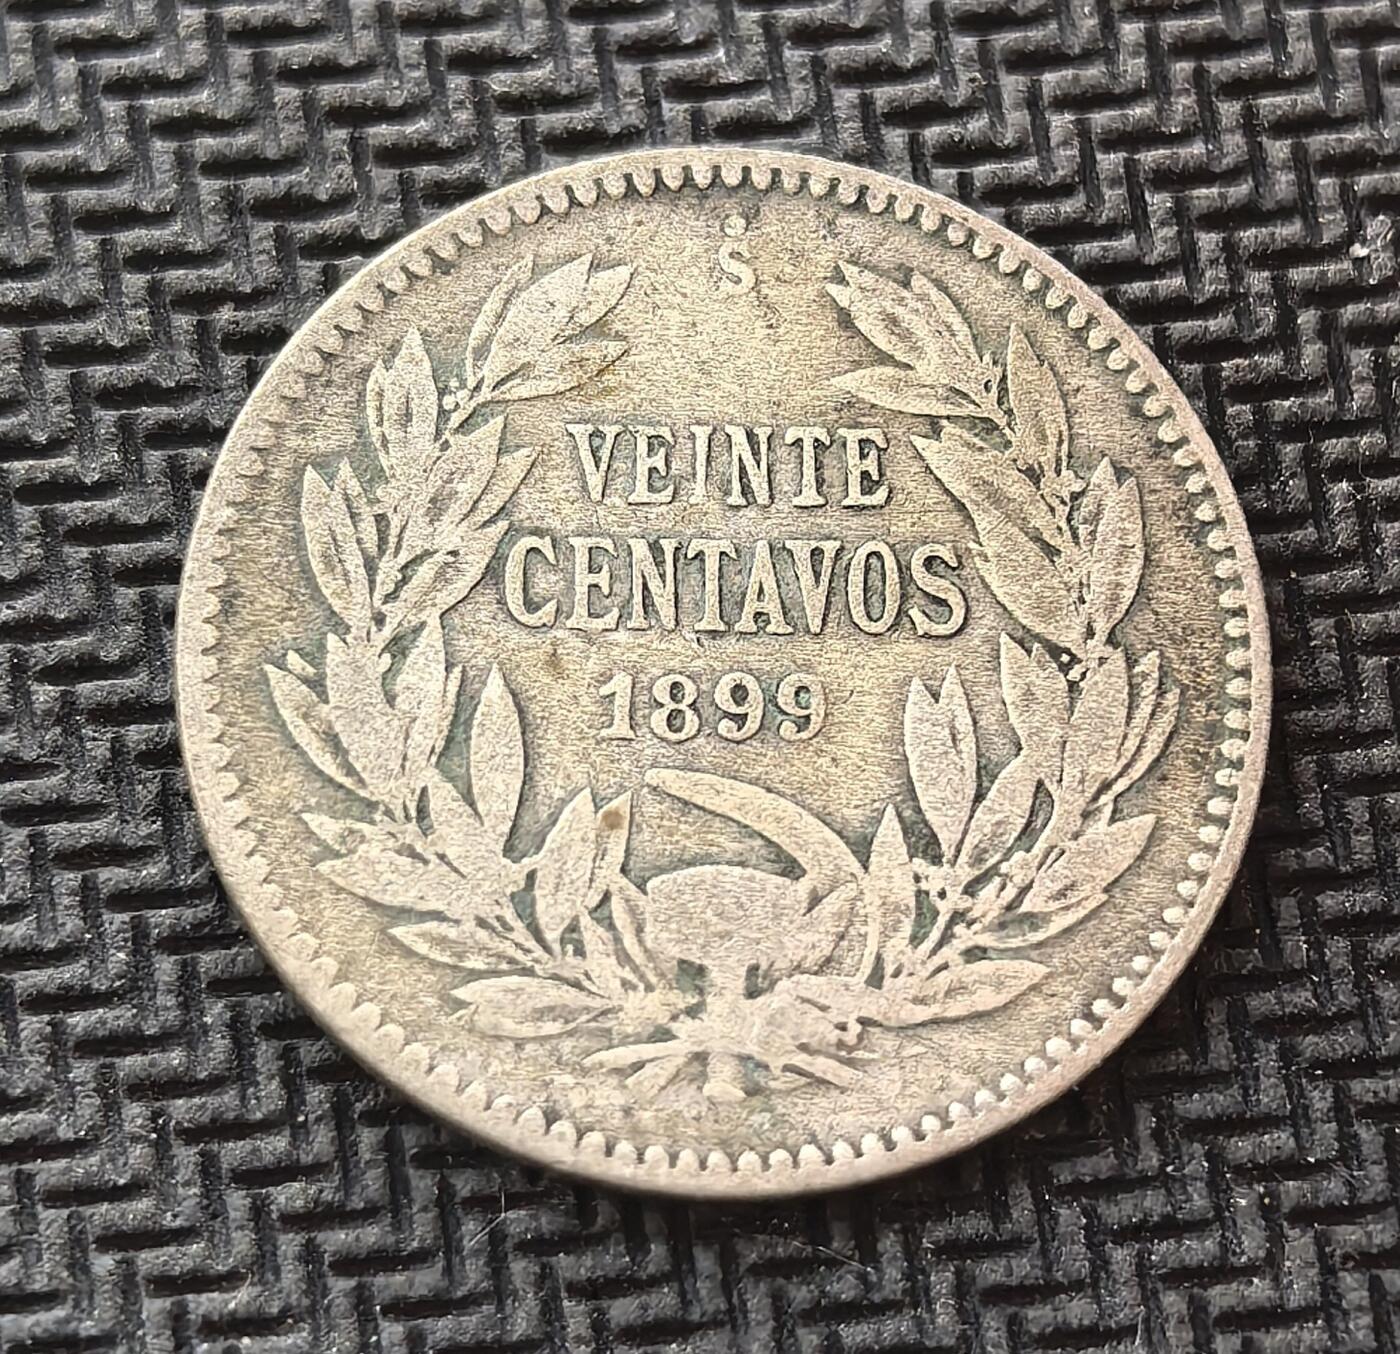 Ṡ
VEINTE
CENTAVOS
1899